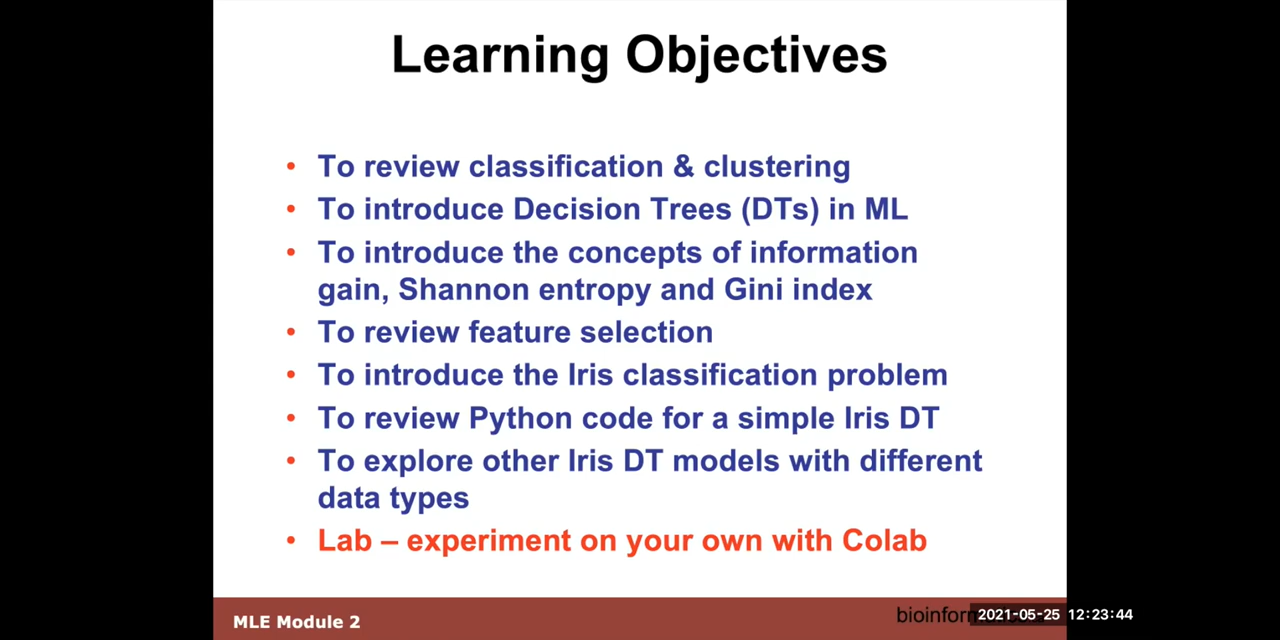 Learning Objectives
• To review classification & clustering
• To introduce Decision Trees (DTs) in ML
• To introduce the concepts of information
gain, Shannon entropy and Gini index
• To review feature selection
• To introduce the Iris classification problem
• To review Python code for a simple Iris DT
• To explore other Iris DT models with different
data types
• Lab – experiment on your own with Colab
MLE Module 2
2021-05-25 12:23:44